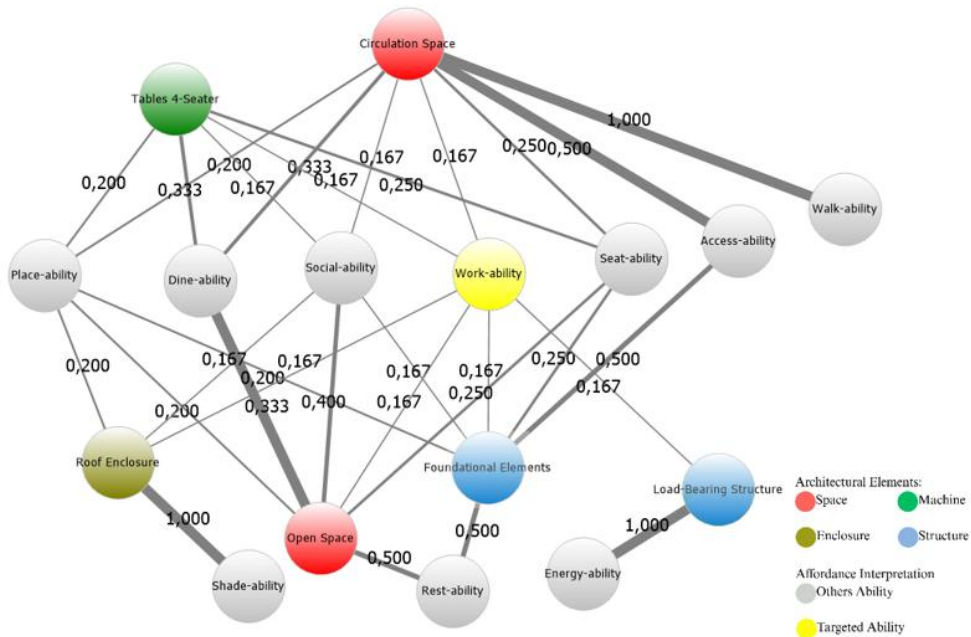 Circulation Space
Tables 4-Seater
1,000
0,250
0,500
0,167
0,167
0,333
0,200
0,167
0,250
0,200
0,333
0,167
Walk-ability
Access-ability
Seat-ability
Social-ability
Work-ability
Place-ability
Dine-ability
0,200
0,167
0,167
0,200
0,167
0,167
0,250
0,500
0,167
0,250
0,200
0,333
0,400
0,167
Roof Enclosure
Foundational Elements
Load-Bearing Structure
1,000
0,500
1,000
Open Space
0,500
Shade-ability
Rest-ability
Energy-ability
Architectural Elements:
Space
Machine
Enclosure
Structure
Affordance Interpretation
Others Ability
Targeted Ability